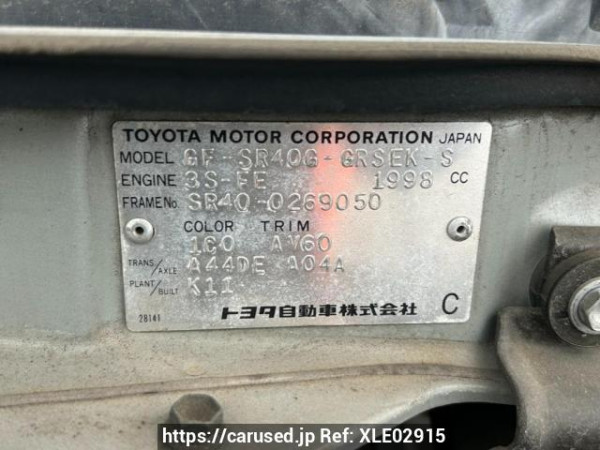 TOYOTA MOTOR CORPORATION JAPAN
MODEL GF-SR40G-GRSEK-S
ENGINE 3S-FE 1998 CC
FRAME No. SR40-0269050
COLOR TRIM
1C0 AV60
TRANS/AXLE A44DE A04A
PLANT/BUILT K11
28141 トヨタ自動車株式会社 C
https://carused.jp Ref: XLE02915